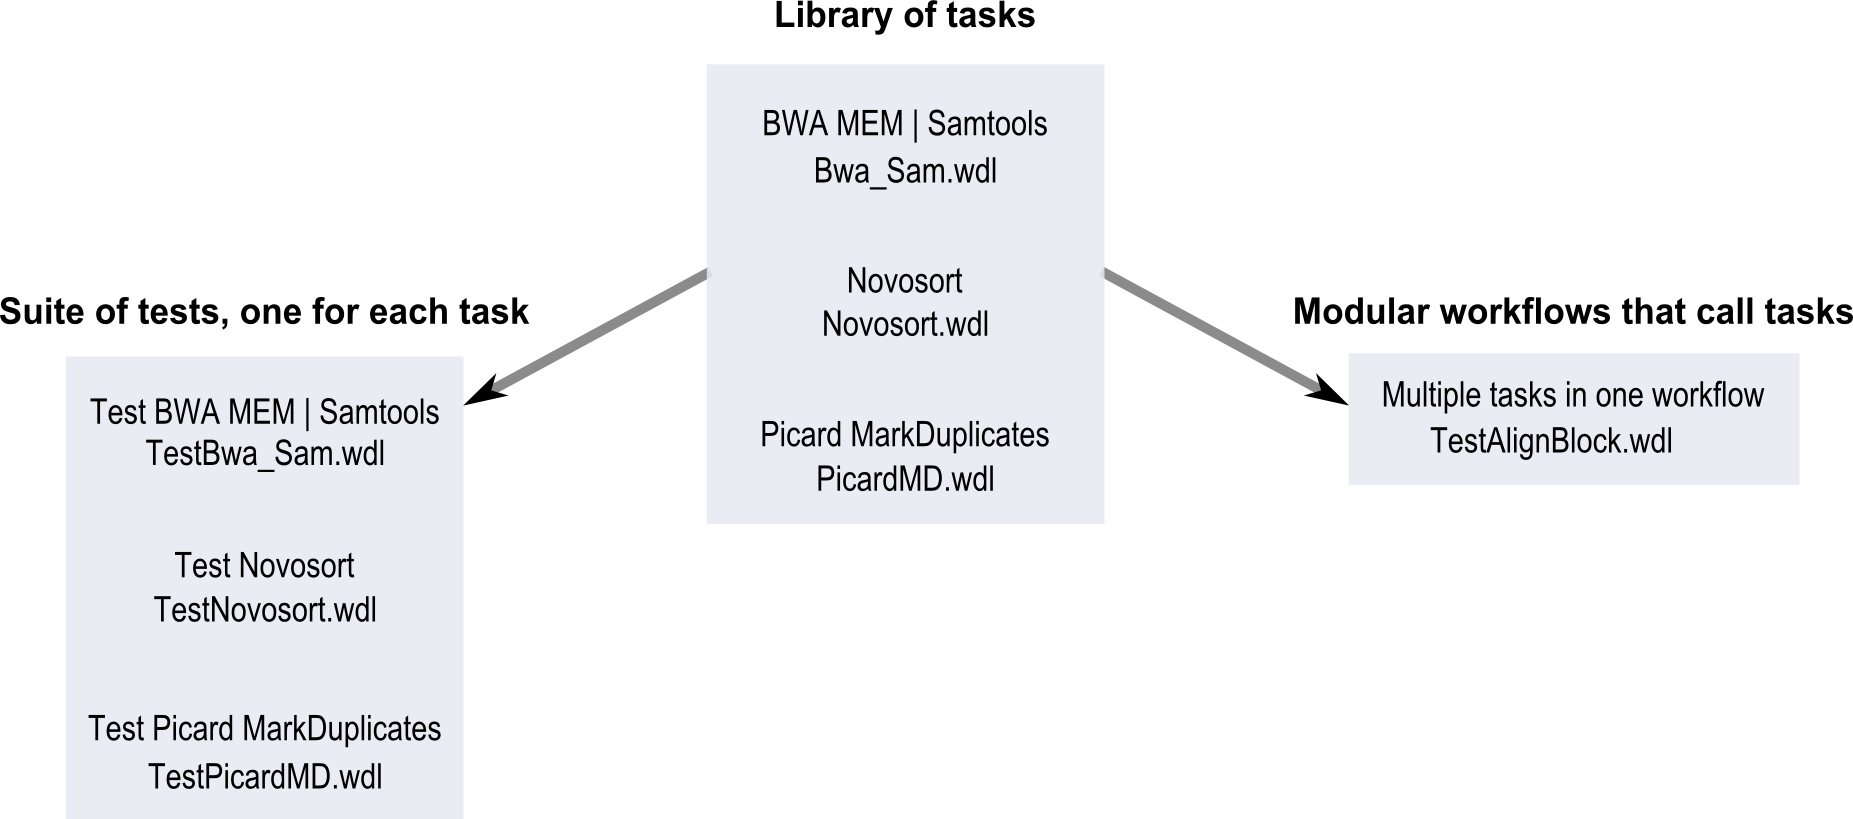 Library of tasks
BWA MEM | Samtools
Bwa_Sam.wdl
Novosort
Novosort.wdl
Picard MarkDuplicates
PicardMD.wdl
Suite of tests, one for each task
Test BWA MEM | Samtools
TestBwa_Sam.wdl
Test Novosort
TestNovosort.wdl
Test Picard MarkDuplicates
TestPicardMD.wdl
Modular workflows that call tasks
Multiple tasks in one workflow
TestAlignBlock.wdl